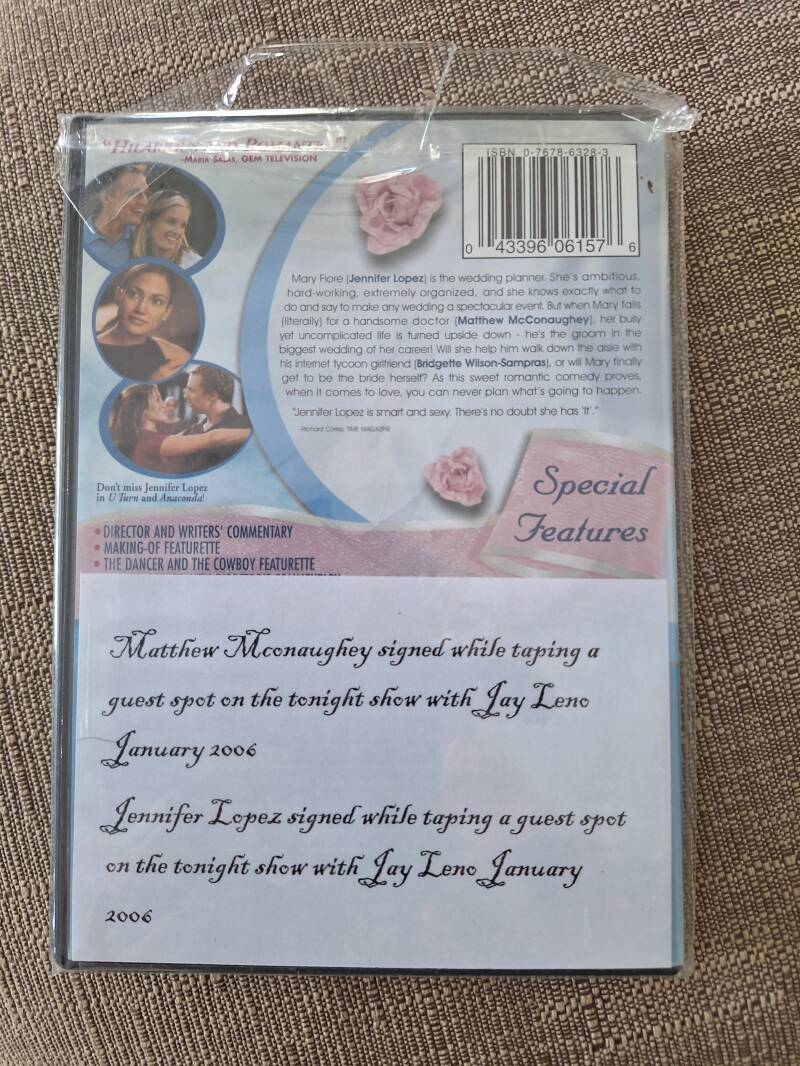 "HILARIOUS AND ROMANTIC!"
-MARIA SALAS, GEM TELEVISION
ISBN 0-7678-6328-3
0 43396 06157 6
Mary Fiore (Jennifer Lopez) is the wedding planner. She's ambitious,
hard-working, extremely organized, and she knows exactly what to
do and say to make any wedding a spectacular event. But when Mary falls
(literally) for a handsome doctor (Matthew McConaughey), her busy
yet uncomplicated life is turned upside down - he's the groom in the
biggest wedding of her career! Will she help him walk down the aisle with
his internet tycoon girlfriend (Bridgette Wilson-Sampras), or will Mary finally
get to be the bride herself? As this sweet romantic comedy proves,
when it comes to love, you can never plan what's going to happen.
"Jennifer Lopez is smart and sexy. There's no doubt she has 'It'."
-Richard Corliss, TIME MAGAZINE
Don't miss Jennifer Lopez
in U Turn and Anaconda!
Special
Features
• DIRECTOR AND WRITERS' COMMENTARY
• MAKING-OF FEATURETTE
• THE DANCER AND THE COWBOY FEATURETTE
Matthew Mconaughey signed while taping a
guest spot on the tonight show with Jay Leno
January 2006
Jennifer Lopez signed while taping a guest spot
on the tonight show with Jay Leno January
2006